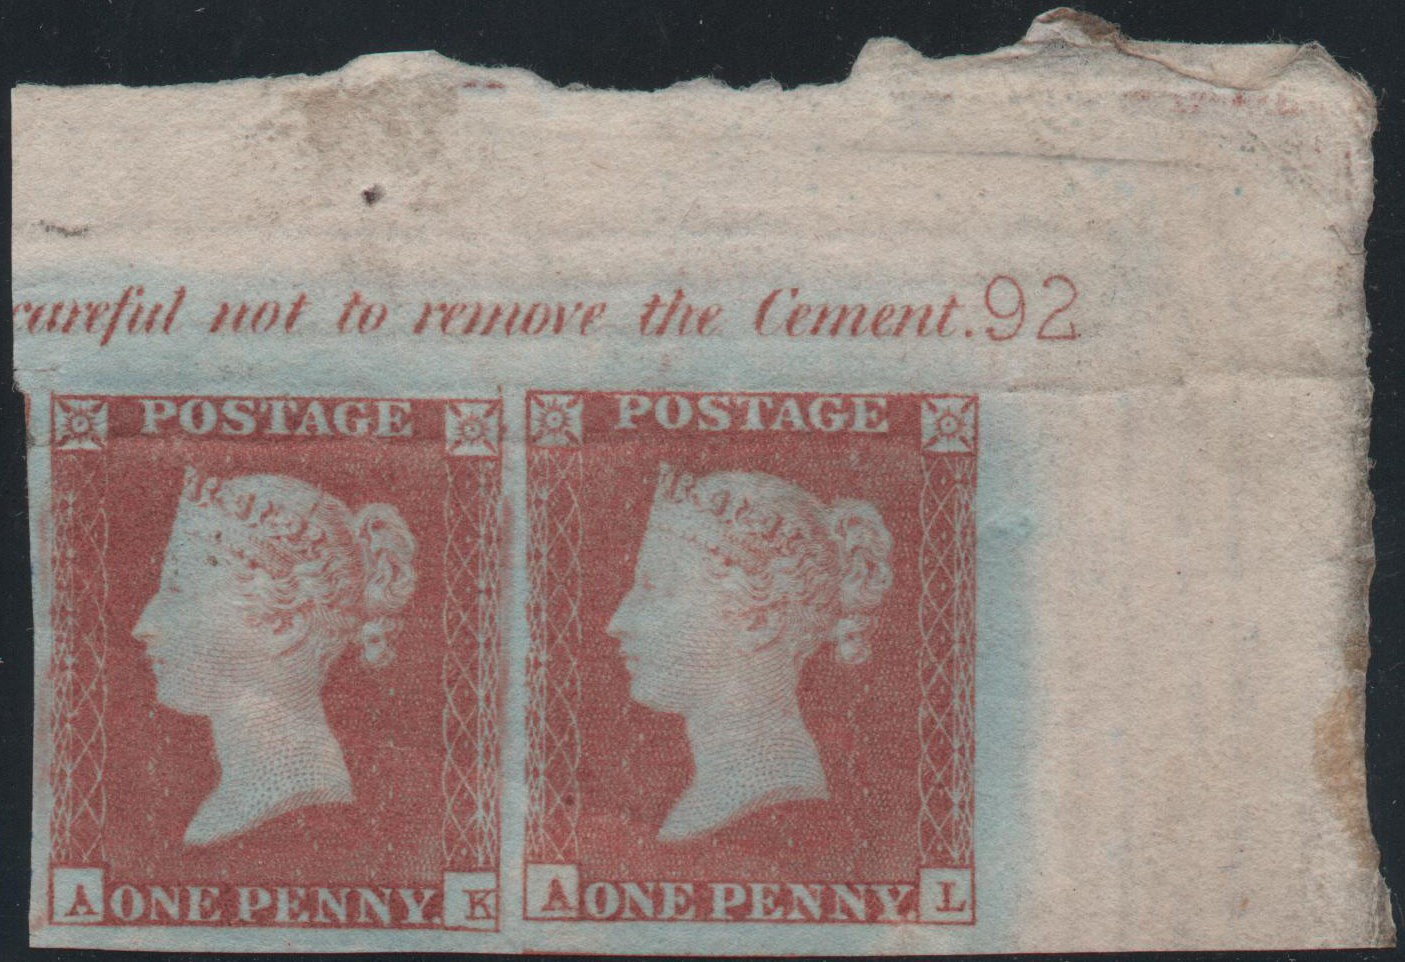 careful not to remove the Cement. 92
POSTAGE POSTAGE
A ONE PENNY. K A ONE PENNY. L